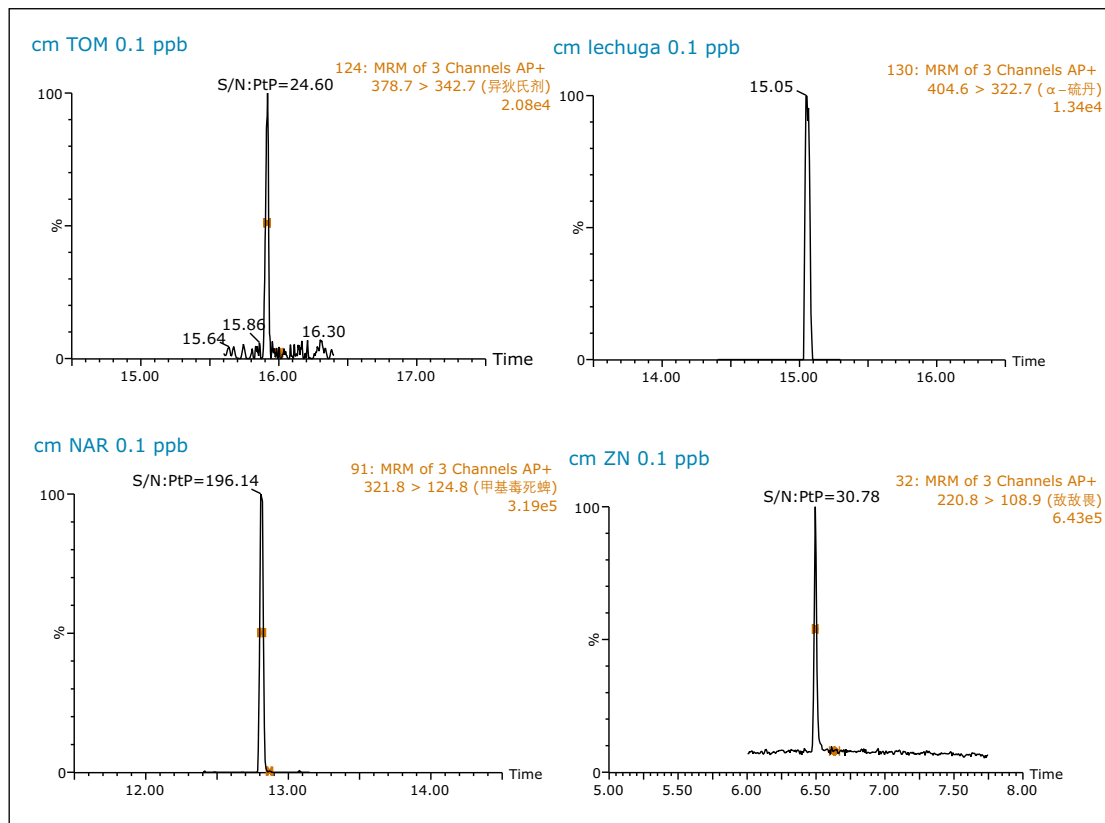 cm TOM 0.1 ppb
124: MRM of 3 Channels AP+
378.7 > 342.7 (异狄氏剂)
2.08e4
S/N:PtP=24.60
100
%
0
15.64
15.86
16.30
15.00
16.00
17.00
Time
cm lechuga 0.1 ppb
130: MRM of 3 Channels AP+
404.6 > 322.7 (α-硫丹)
1.34e4
15.05
100
%
0
14.00
15.00
16.00
Time
cm NAR 0.1 ppb
91: MRM of 3 Channels AP+
321.8 > 124.8 (甲基毒死蜱)
3.19e5
S/N:PtP=196.14
100
%
0
12.00
13.00
14.00
Time
cm ZN 0.1 ppb
32: MRM of 3 Channels AP+
220.8 > 108.9 (敌敌畏)
6.43e5
S/N:PtP=30.78
100
%
0
5.00
5.50
6.00
6.50
7.00
7.50
8.00
Time